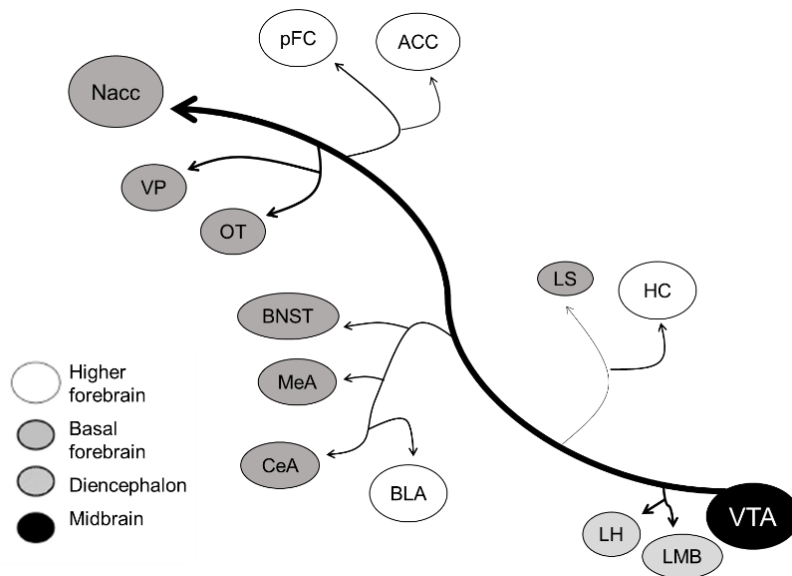 pFC
ACC
Nacc
VP
OT
LS
HC
BNST
MeA
CeA
BLA
Higher
forebrain
Basal
forebrain
Diencephalon
Midbrain
VTA
LH
LMB